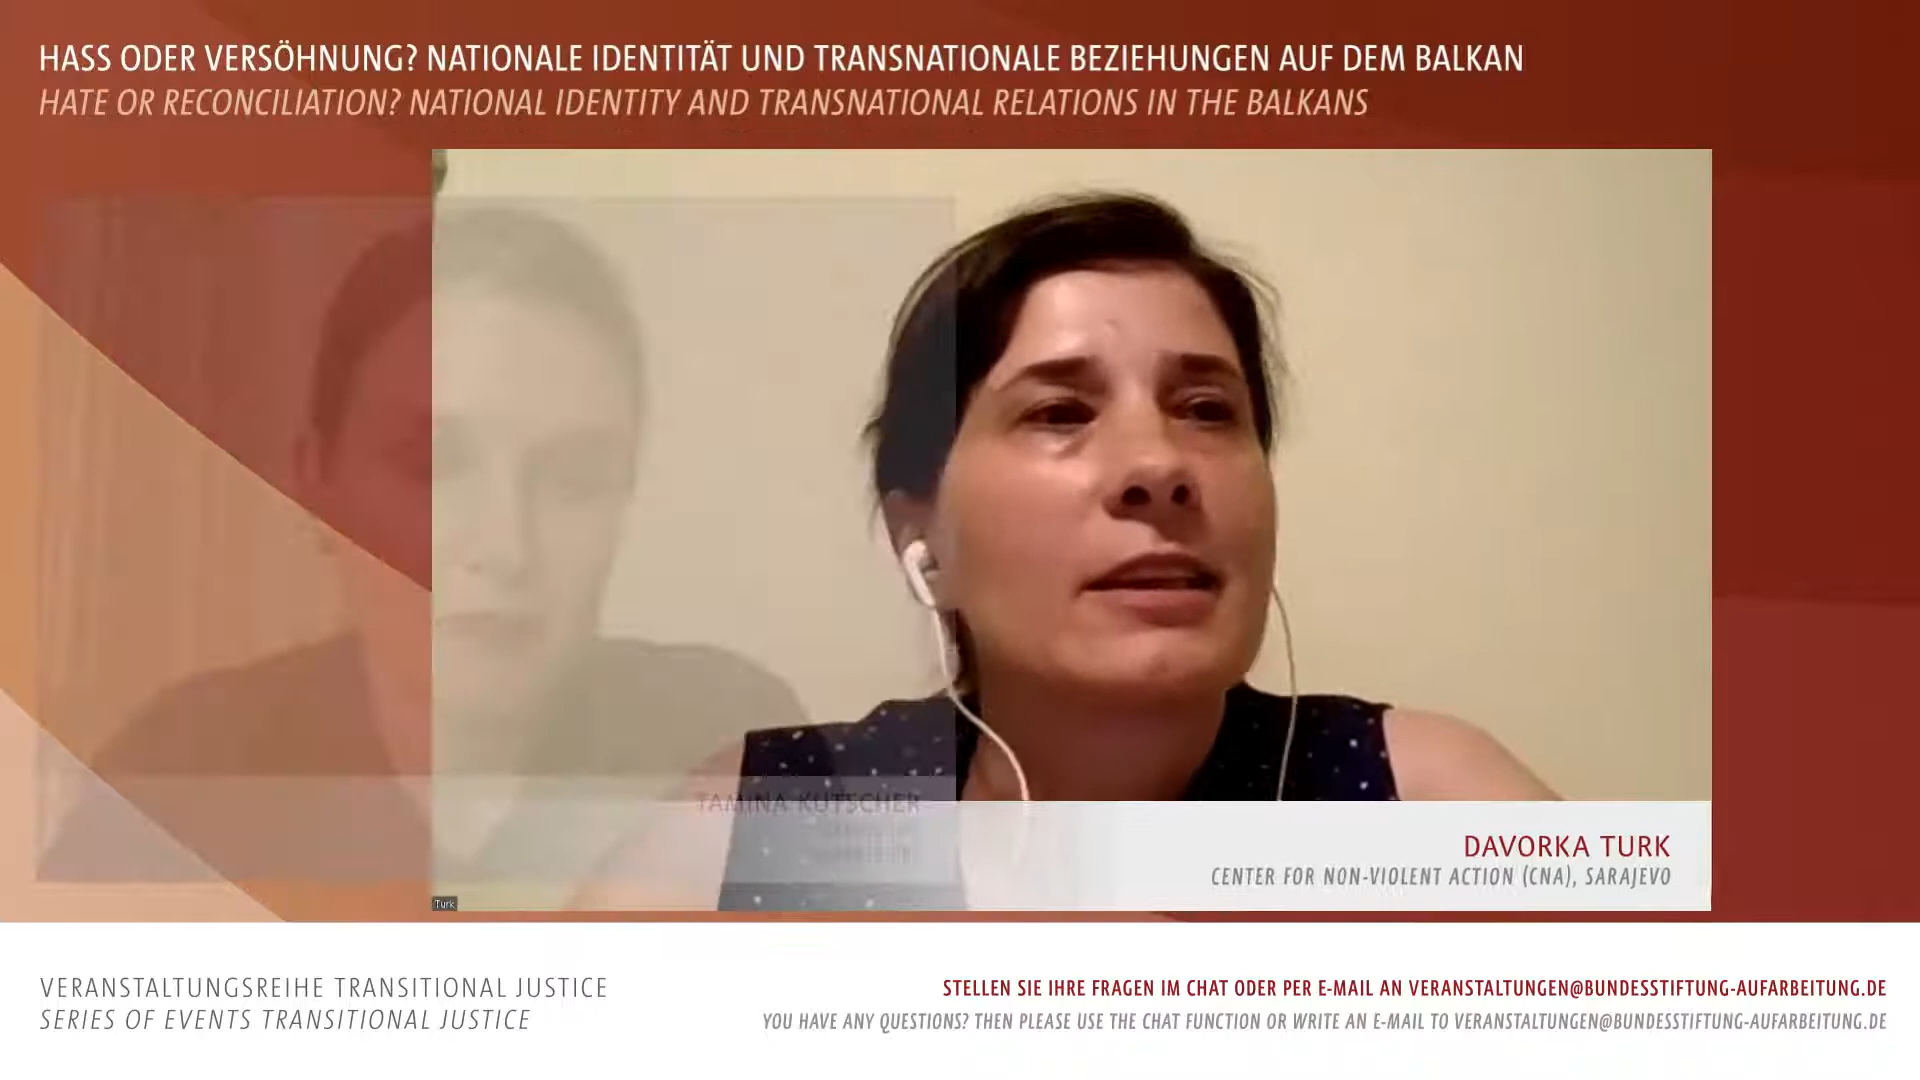 HASS ODER VERSÖHNUNG? NATIONALE IDENTITÄT UND TRANSNATIONALE BEZIEHUNGEN AUF DEM BALKAN
HATE OR RECONCILIATION? NATIONAL IDENTITY AND TRANSNATIONAL RELATIONS IN THE BALKANS
TAMINA KUTSCHER
DAVORKA TURK
CENTER FOR NON-VIOLENT ACTION (CNA), SARAJEVO
Turk
VERANSTALTUNGSREIHE TRANSITIONAL JUSTICE
SERIES OF EVENTS TRANSITIONAL JUSTICE
STELLEN SIE IHRE FRAGEN IM CHAT ODER PER E-MAIL AN VERANSTALTUNGEN@BUNDESSTIFTUNG-AUFARBEITUNG.DE
YOU HAVE ANY QUESTIONS? THEN PLEASE USE THE CHAT FUNCTION OR WRITE AN E-MAIL TO VERANSTALTUNGEN@BUNDESSTIFTUNG-AUFARBEITUNG.DE